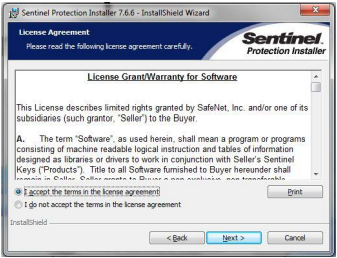 Sentinel Protection Installer 7.6.6 - InstallShield Wizard
License Agreement
Please read the following license agreement carefully.
Sentinel.
Protection Installer
License Grant/Warranty for Software
This License describes limited rights granted by SafeNet, Inc. and/or one of its
subsidiaries (such grantor, "Seller") to the Buyer.
A. The term "Software", as used herein, shall mean a program or programs
consisting of machine readable logical instruction and tables of information
designed as libraries or drivers to work in conjunction with Seller's Sentinel
Keys ("Products"). Title to all Software furnished to Buyer hereunder shall
remain in Seller. Seller grants to Buyer a non-exclusive, non-transferable
I accept the terms in the license agreement
Print
I do not accept the terms in the license agreement
InstallShield
< Back
Next >
Cancel